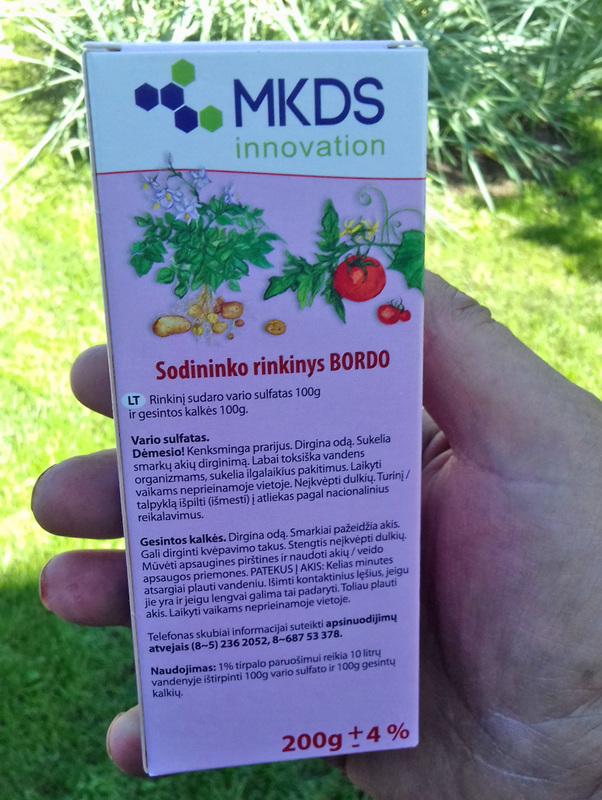 MKDS
innovation
Sodininko rinkinys BORDO
LT Rinkinį sudaro vario sulfatas 100g
ir gesintos kalkės 100g.
Vario sulfatas.
Dėmesio! Kenksminga prarijus. Dirgina odą. Sukelia
smarkų akių dirginimą. Labai toksiška vandens
organizmams, sukelia ilgalaikius pakitimus. Laikyti
vaikams neprieinamoje vietoje. Neįkvėpti dulkių. Turinį /
talpyklą išpilti (išmesti) į atliekas pagal nacionalinius
reikalavimus.
Gesintos kalkės. Dirgina odą. Smarkiai pažeidžia akis.
Gali dirginti kvėpavimo takus. Stengtis neįkvėpti dulkių.
Mūvėti apsaugines pirštines ir naudoti akių / veido
apsaugos priemones. PATEKUS Į AKIS: Kelias minutes
atsargiai plauti vandeniu. Išimti kontaktinius lęšius, jeigu
jie yra ir jeigu lengvai galima tai padaryti. Toliau plauti
akis. Laikyti vaikams neprieinamoje vietoje.
Telefonas skubiai informacijai suteikti apsinuodijimų
atvejais (8~5) 236 2052, 8~687 53 378.
Naudojimas: 1% tirpalo paruošimui reikia 10 litrų
vandenyje ištirpinti 100g vario sulfato ir 100g gesintų
kalkių.
200g ± 4 %